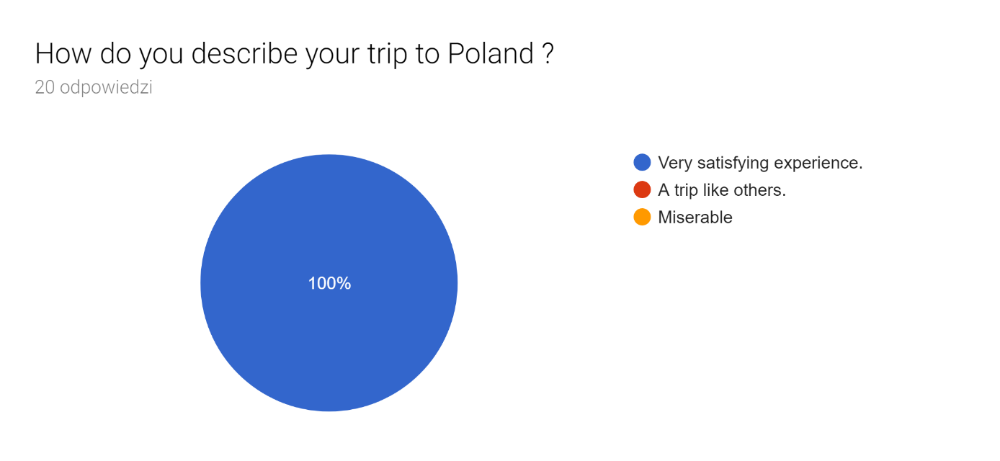 How do you describe your trip to Poland ?
20 odpowiedzi
Very satisfying experience.
A trip like others.
Miserable
100%